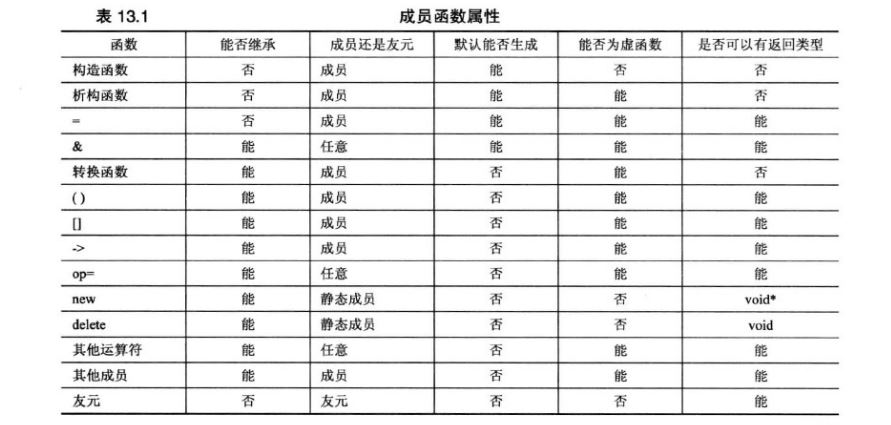 表 13.1 成员函数属性
函数 能否继承 成员还是友元 默认能否生成 能否为虚函数 是否可以有返回类型
构造函数 否 成员 能 否 否
析构函数 否 成员 能 能 否
= 否 成员 能 能 能
& 能 任意 能 能 能
转换函数 能 成员 否 能 否
( ) 能 成员 否 能 能
[] 能 成员 否 能 能
-> 能 成员 否 能 能
op= 能 任意 否 能 能
new 能 静态成员 否 否 void*
delete 能 静态成员 否 否 void
其他运算符 能 任意 否 能 能
其他成员 能 成员 否 能 能
友元 否 友元 否 否 能